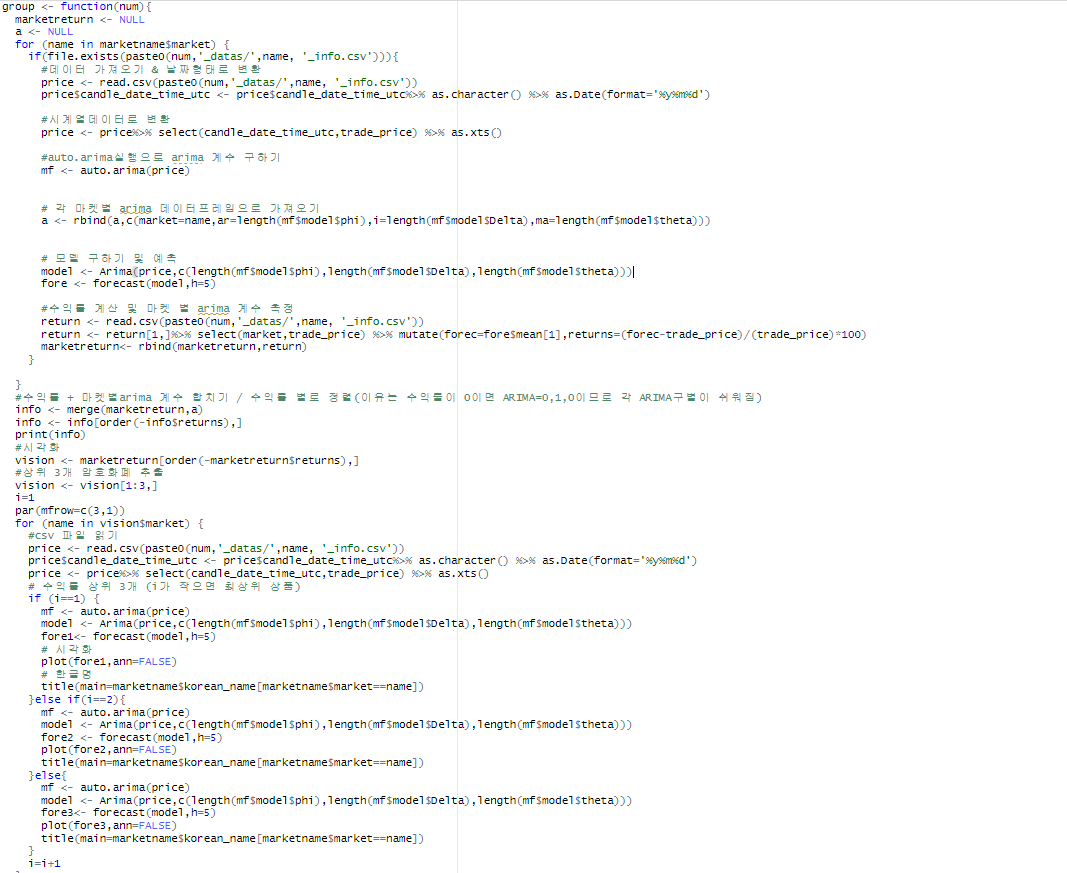 group <- function(num){
  marketreturn <- NULL
  a <- NULL
  for (name in marketname$market) {
    if(file.exists(paste0(num,'_datas/',name, '_info.csv'))){
      #데이터 가져오기 & 날짜형태로 변환
      price <- read.csv(paste0(num,'_datas/',name, '_info.csv'))
      price$candle_date_time_utc <- price$candle_date_time_utc%>% as.character() %>% as.Date(format='%y%m%d')
      #시계열데이터로 변환
      price <- price%>% select(candle_date_time_utc,trade_price) %>% as.xts()
      #auto.arima실행으로 arima 계수 구하기
      mf <- auto.arima(price)
      # 각 마켓별 arima 데이터프레임으로 가져오기
      a <- rbind(a,c(market=name,ar=length(mf$model$phi),i=length(mf$model$Delta),ma=length(mf$model$theta)))
      # 모델 구하기 및 예측
      model <- Arima(price,c(length(mf$model$phi),length(mf$model$Delta),length(mf$model$theta)))
      fore <- forecast(model,h=5)
      #수익률 계산 및 마켓 별 arima 계수 측정
      return <- read.csv(paste0(num,'_datas/',name, '_info.csv'))
      return <- return[1,]%>% select(market,trade_price) %>% mutate(forec=fore$mean[1],returns=(forec-trade_price)/(trade_price)*100)
      marketreturn<- rbind(marketreturn,return)
    }
  }
  #수익률 + 마켓별arima 계수 합치기 / 수익률 별로 정렬(이유는 수익률이 0이면 ARIMA=0,1,0이므로 각 ARIMA구별이 쉬워짐)
  info <- merge(marketreturn,a)
  info <- info[order(-info$returns),]
  print(info)
  #시각화
  vision <- marketreturn[order(-marketreturn$returns),]
  #상위 3개 암호화폐 추출
  vision <- vision[1:3,]
  i=1
  par(mfrow=c(3,1))
  for (name in vision$market) {
    #csv 파일 읽기
    price <- read.csv(paste0(num,'_datas/',name, '_info.csv'))
    price$candle_date_time_utc <- price$candle_date_time_utc%>% as.character() %>% as.Date(format='%y%m%d')
    price <- price%>% select(candle_date_time_utc,trade_price) %>% as.xts()
    # 수익률 상위 3개 (i가 작으면 최상위 상품)
    if (i==1) {
      mf <- auto.arima(price)
      model <- Arima(price,c(length(mf$model$phi),length(mf$model$Delta),length(mf$model$theta)))
      fore1<- forecast(model,h=5)
      # 시각화
      plot(fore1,ann=FALSE)
      # 한글명
      title(main=marketname$korean_name[marketname$market==name])
    }else if(i==2){
      mf <- auto.arima(price)
      model <- Arima(price,c(length(mf$model$phi),length(mf$model$Delta),length(mf$model$theta)))
      fore2 <- forecast(model,h=5)
      plot(fore2,ann=FALSE)
      title(main=marketname$korean_name[marketname$market==name])
    }else{
      mf <- auto.arima(price)
      model <- Arima(price,c(length(mf$model$phi),length(mf$model$Delta),length(mf$model$theta)))
      fore3<- forecast(model,h=5)
      plot(fore3,ann=FALSE)
      title(main=marketname$korean_name[marketname$market==name])
    }
    i=i+1